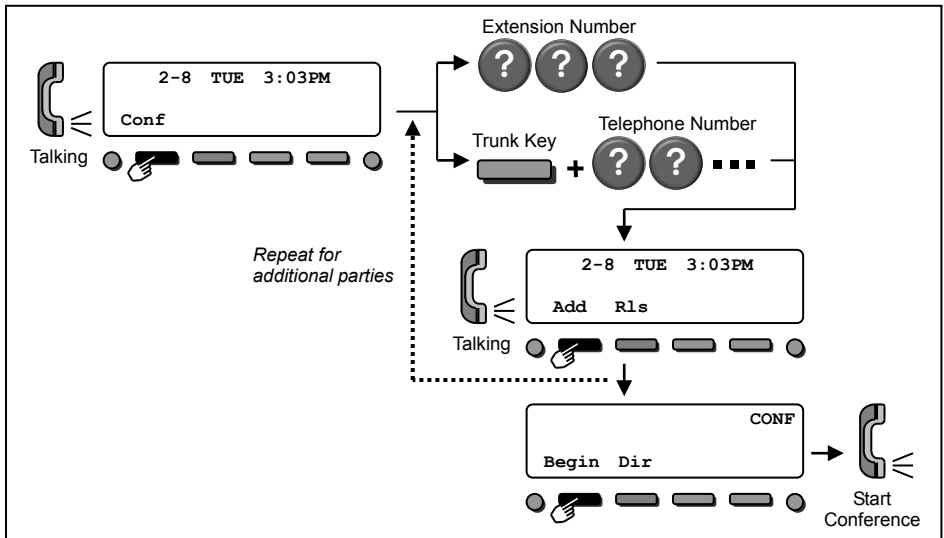 Extension Number
? ? ?
2-8 TUE 3:03PM
Conf
Talking
Trunk Key
+
Telephone Number
? ? ...
Repeat for
additional parties
2-8 TUE 3:03PM
Add Rls
Talking
CONF
Begin Dir
Start
Conference